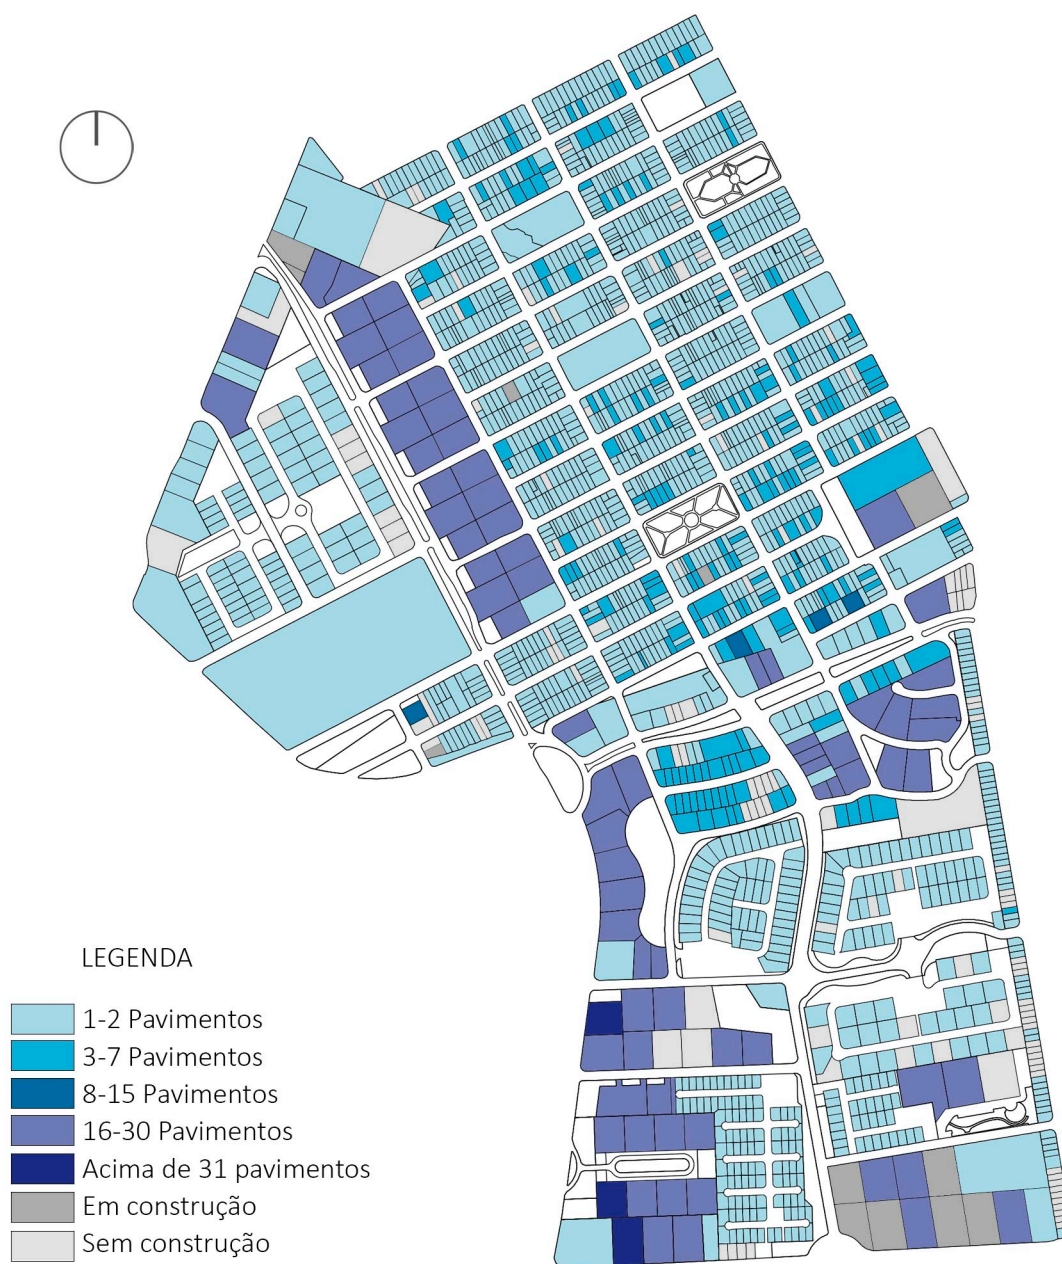 LEGENDA
1-2 Pavimentos
3-7 Pavimentos
8-15 Pavimentos
16-30 Pavimentos
Acima de 31 pavimentos
Em construção
Sem construção